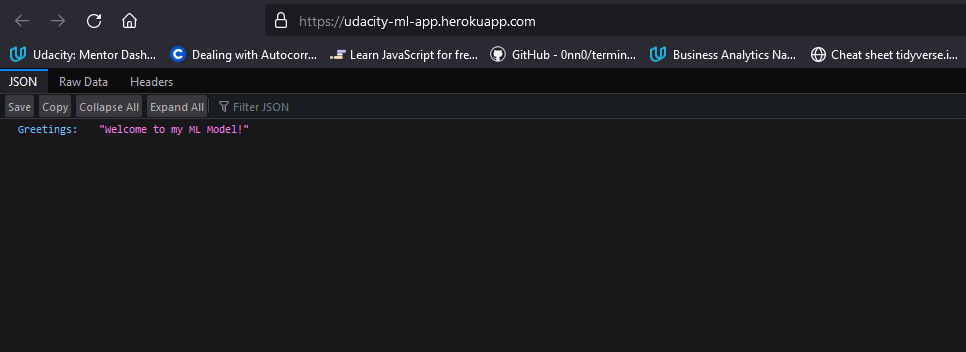 https://udacity-ml-app.herokuapp.com
Udacity: Mentor Dash... Dealing with Autocorr... Learn JavaScript for fre... GitHub - 0nn0/termin... Business Analytics Na... Cheat sheet tidyverse.i...
JSON Raw Data Headers
Save Copy Collapse All Expand All Filter JSON
Greetings: "Welcome to my ML Model!"